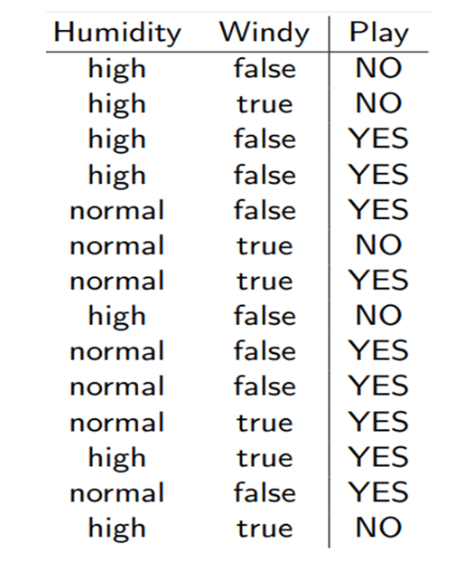 Humidity Windy Play
high false NO
high true NO
high false YES
high false YES
normal false YES
normal true NO
normal true YES
high false NO
normal false YES
normal false YES
normal true YES
high true YES
normal false YES
high true NO